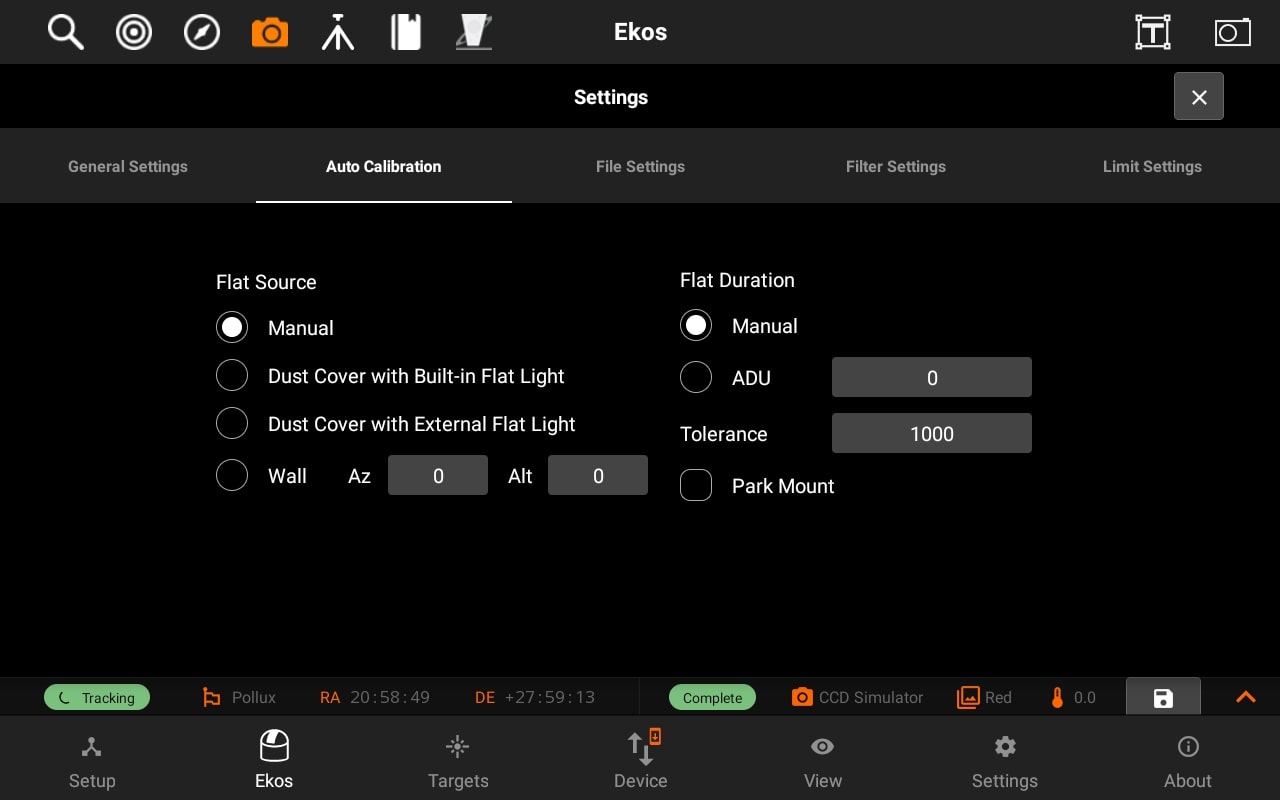 Ekos
T
Settings
×
General Settings Auto Calibration File Settings Filter Settings Limit Settings
Flat Source
Manual
Dust Cover with Built-in Flat Light
Dust Cover with External Flat Light
Wall Az 0 Alt 0
Flat Duration
Manual
ADU 0
Tolerance 1000
Park Mount
Tracking Pollux RA 20:58:49 DE +27:59:13 Complete CCD Simulator Red 0.0
Setup Ekos Targets Device View Settings About